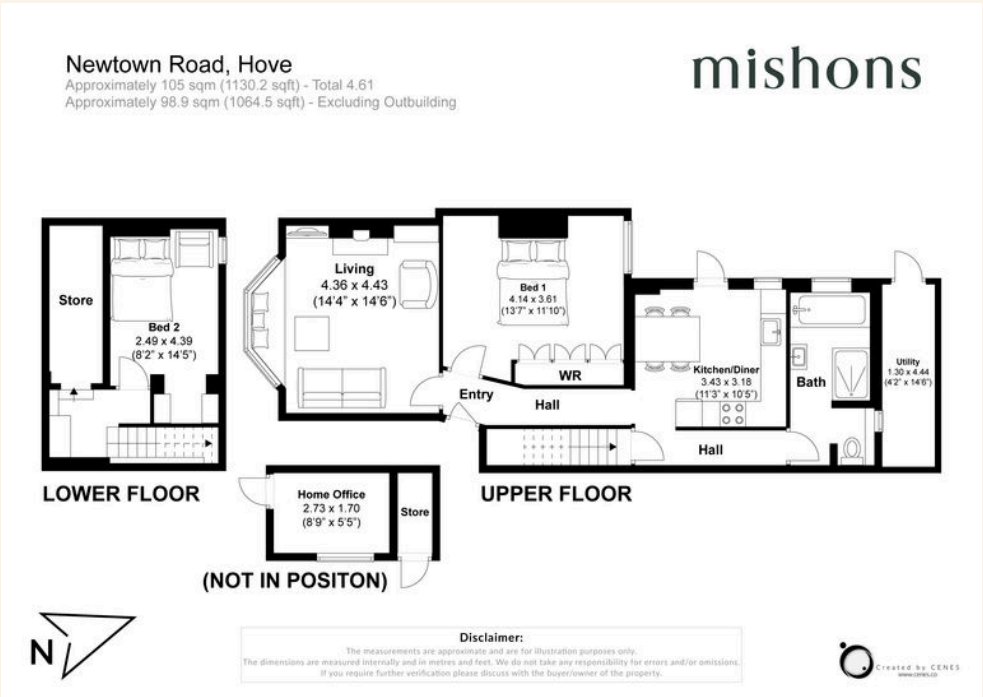 Newtown Road, Hove
Approximately 105 sqm (1130.2 sqft) - Total 4.61
Approximately 98.9 sqm (1064.5 sqft) - Excluding Outbuilding
mishons
Store
Bed 2
2.49 x 4.39
(8'2" x 14'5")
LOWER FLOOR
Living
4.36 x 4.43
(14'4" x 14'6")
Bed 1
4.14 x 3.61
(13'7" x 11'10")
WR
Entry
Hall
Kitchen/Diner
3.43 x 3.18
(11'3" x 10'5")
Bath
Utility
1.30 x 4.44
(4'2" x 14'6")
Hall
UPPER FLOOR
Home Office
2.73 x 1.70
(8'9" x 5'5")
Store
(NOT IN POSITON)
N
Disclaimer:
The measurements are approximate and are for illustration purposes only.
The dimensions are measured internally and in metres and feet. We do not take any responsibility for errors and/or omissions.
If you require further verification please discuss with the buyer/owner of the property.
Created by CENES
www.cenes.co